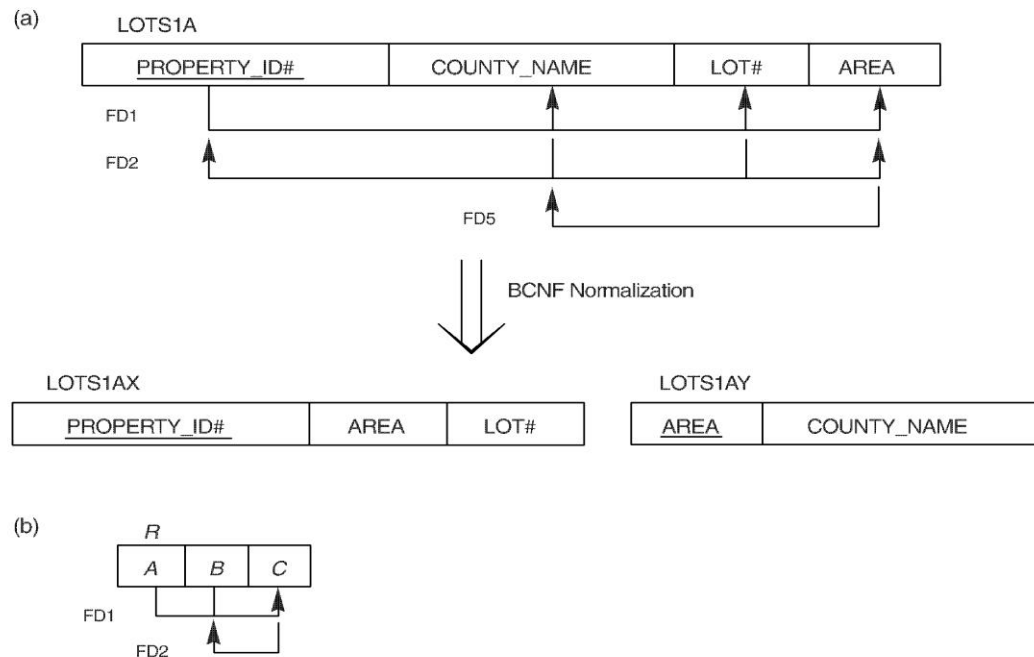 (a)
LOTS1A
PROPERTY_ID# COUNTY_NAME LOT# AREA
FD1
FD2
FD5
BCNF Normalization
LOTS1AX LOTS1AY
PROPERTY_ID# AREA LOT# AREA COUNTY_NAME
(b)
R
A B C
FD1
FD2